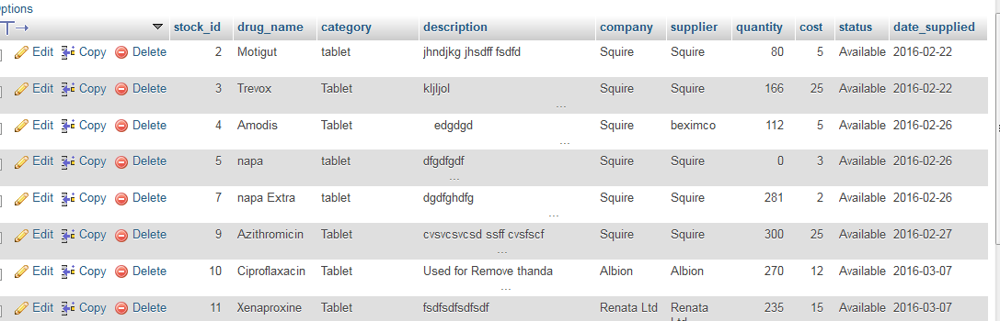 Options
stock_id drug_name category description company supplier quantity cost status date_supplied
Edit Copy Delete 2 Motigut tablet jhndjkg jhsdff fsdfd Squire Squire 80 5 Available 2016-02-22
Edit Copy Delete 3 Trevox Tablet kljljol Squire Squire 166 25 Available 2016-02-22
...
Edit Copy Delete 4 Amodis Tablet edgdgd Squire beximco 112 5 Available 2016-02-26
...
Edit Copy Delete 5 napa tablet dfgdfgdf Squire Squire 0 3 Available 2016-02-26
...
Edit Copy Delete 7 napa Extra tablet dgdfghdfg Squire Squire 281 2 Available 2016-02-26
...
Edit Copy Delete 9 Azithromicin Tablet cvsvcsvcsd ssff cvsfscf Squire Squire 300 25 Available 2016-02-27
...
Edit Copy Delete 10 Ciproflaxacin Tablet Used for Remove thanda Albion Albion 270 12 Available 2016-03-07
...
Edit Copy Delete 11 Xenaproxine Tablet fsdfsdfsdfsdf Renata Ltd Renata 235 15 Available 2016-03-07